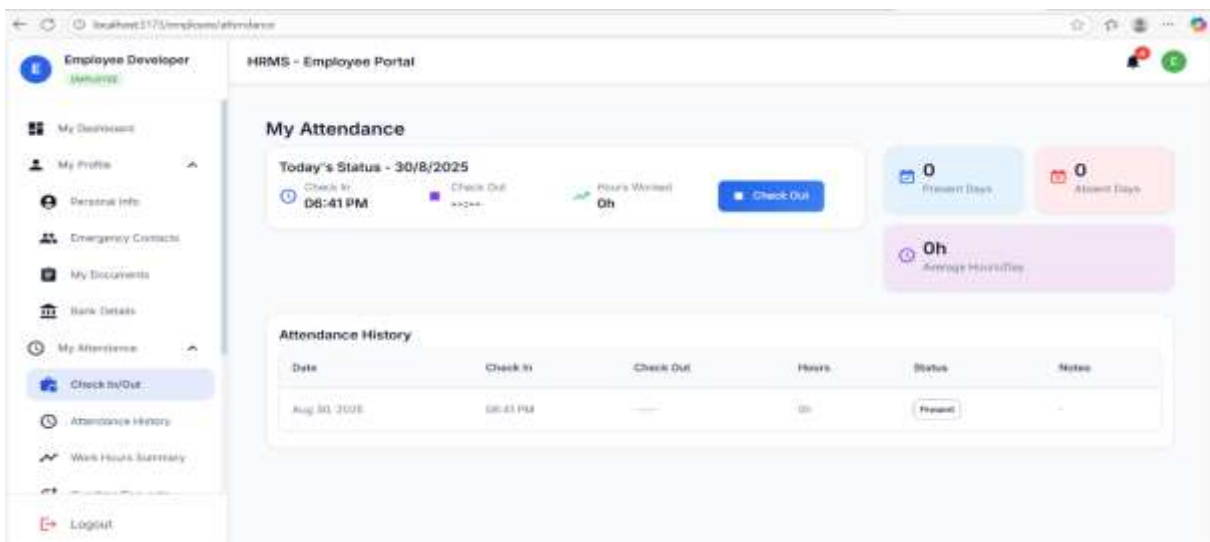 localhost:5173/employee/attendance
E
Employee Developer
EMPLOYEE
HRMS - Employee Portal
E
My Dashboard
My Profile
Personal Info
Emergency Contacts
My Documents
Bank Details
My Attendance
Check In/Out
Attendance History
Work Hours Summary
Logout
My Attendance
Today's Status - 30/8/2025
Check In
06:41 PM
Check Out
--:--
Hours Worked
0h
Check Out
0
Present Days
0
Absent Days
0h
Average Hours/Day
Attendance History
Date Check In Check Out Hours Status Notes
Aug 30, 2025 06:41 PM --:-- 0h Present -